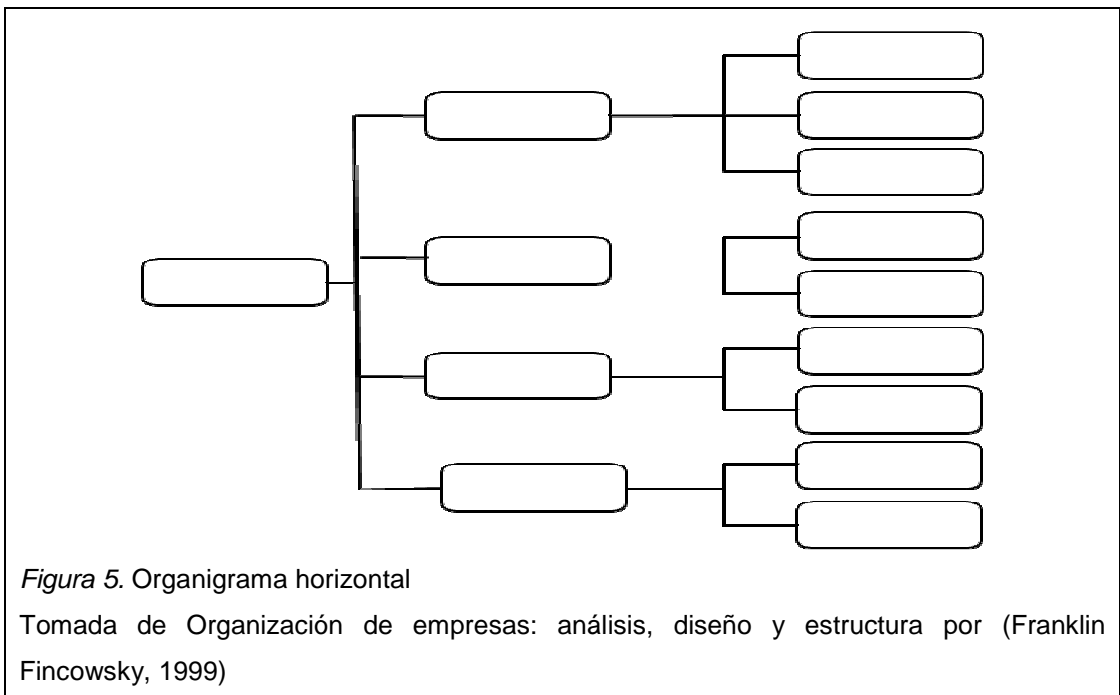 Figura 5. Organigrama horizontal
Tomada de Organización de empresas: análisis, diseño y estructura por (Franklin
Fincowsky, 1999)